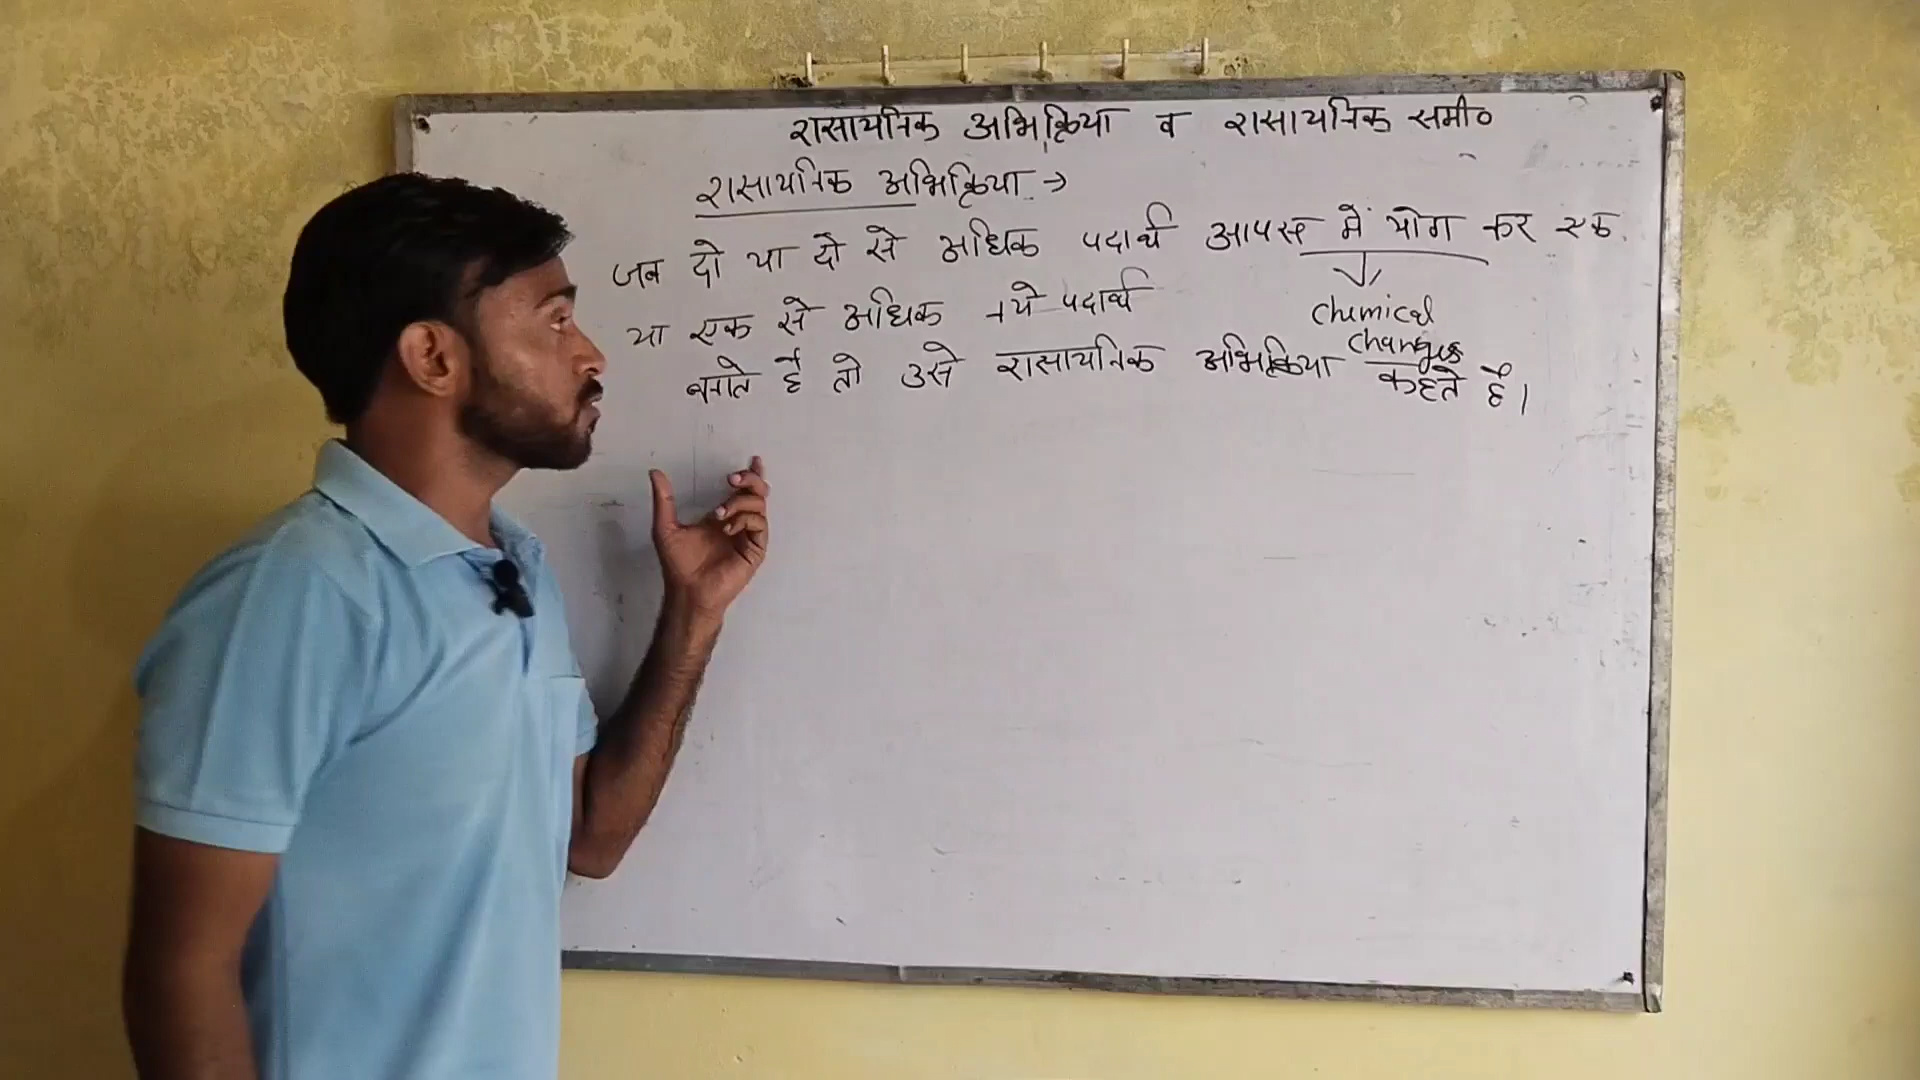 रासायनिक अभिक्रिया व रासायनिक समी०
रासायनिक अभिक्रिया →
जब दो या दो से अधिक पदार्थ आपस में योग कर एक
या एक से अधिक नये पदार्थ
chemical
changes
बनाते है तो उसे रासायनिक अभिक्रिया कहते है।